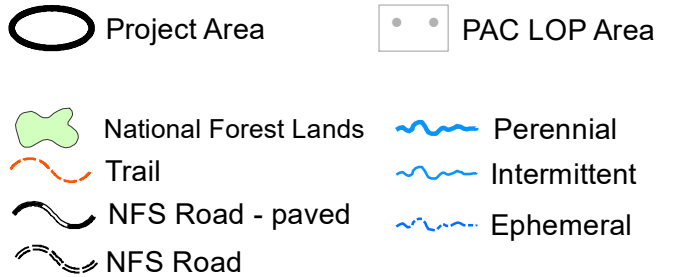 Project Area
PAC LOP Area
National Forest Lands
Trail
NFS Road - paved
NFS Road
Perennial
Intermittent
Ephemeral